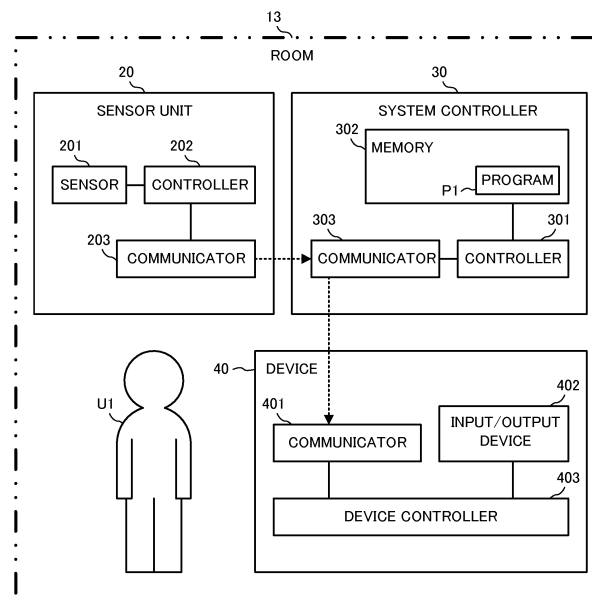 13
ROOM
20
SENSOR UNIT
201
SENSOR
202
CONTROLLER
203
COMMUNICATOR
30
SYSTEM CONTROLLER
302
MEMORY
P1
PROGRAM
303
COMMUNICATOR
301
CONTROLLER
U1
40
DEVICE
401
COMMUNICATOR
402
INPUT/OUTPUT
DEVICE
403
DEVICE CONTROLLER